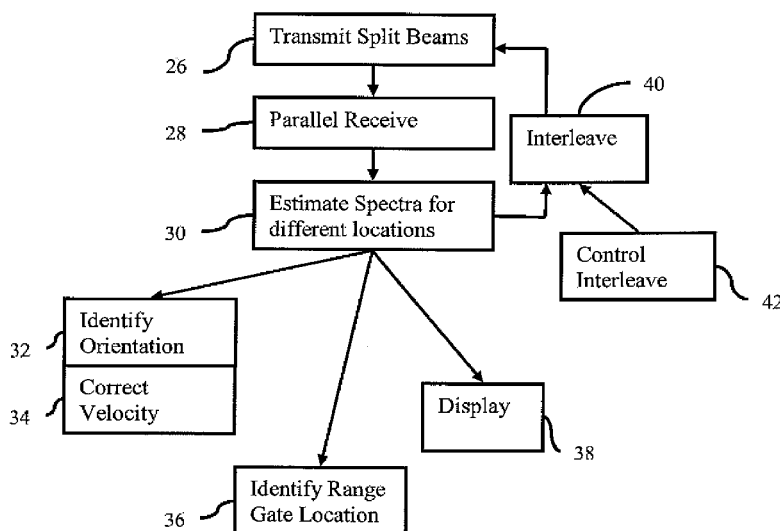 Transmit Split Beams
26
40
Parallel Receive
28
Interleave
Estimate Spectra for
different locations
30
Control
Interleave
42
Identify
Orientation
32
Correct
Velocity
34
Display
38
Identify Range
Gate Location
36